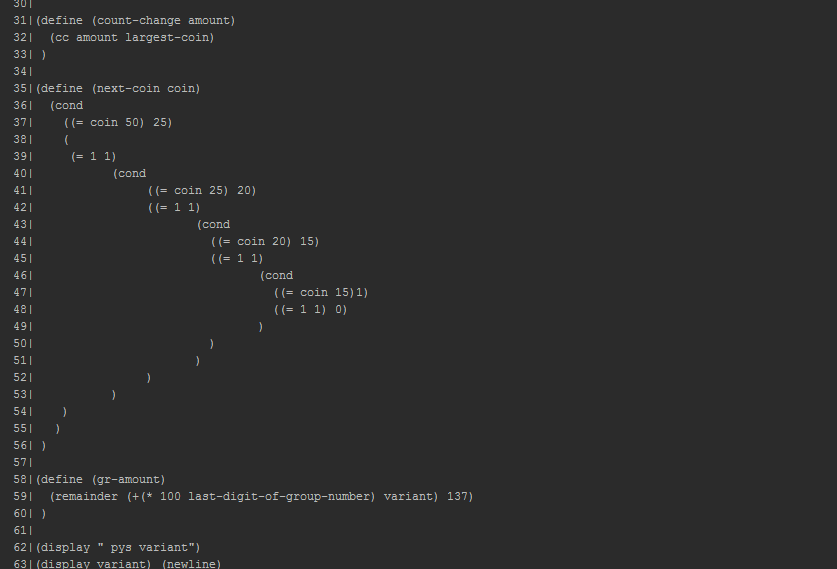 30|
31|(define (count-change amount)
32|  (cc amount largest-coin)
33| )
34|
35|(define (next-coin coin)
36|  (cond
37|    ((= coin 50) 25)
38|    (
39|     (= 1 1)
40|           (cond
41|                ((= coin 25) 20)
42|                ((= 1 1)
43|                       (cond
44|                         ((= coin 20) 15)
45|                         ((= 1 1)
46|                                (cond
47|                                  ((= coin 15)1)
48|                                  ((= 1 1) 0)
49|                                )
50|                         )
51|                       )
52|                )
53|           )
54|    )
55|   )
56| )
57|
58|(define (gr-amount)
59|  (remainder (+(* 100 last-digit-of-group-number) variant) 137)
60| )
61|
62|(display " pys variant")
63|(display variant) (newline)